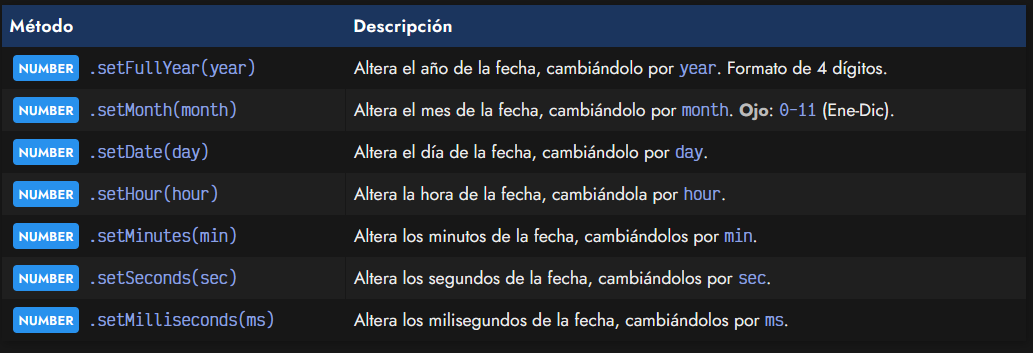 Método Descripción
NUMBER .setFullYear(year) Altera el año de la fecha, cambiándolo por year. Formato de 4 dígitos.
NUMBER .setMonth(month) Altera el mes de la fecha, cambiándolo por month. Ojo: 0-11 (Ene-Dic).
NUMBER .setDate(day) Altera el día de la fecha, cambiándolo por day.
NUMBER .setHour(hour) Altera la hora de la fecha, cambiándola por hour.
NUMBER .setMinutes(min) Altera los minutos de la fecha, cambiándolos por min.
NUMBER .setSeconds(sec) Altera los segundos de la fecha, cambiándolos por sec.
NUMBER .setMilliseconds(ms) Altera los milisegundos de la fecha, cambiándolos por ms.